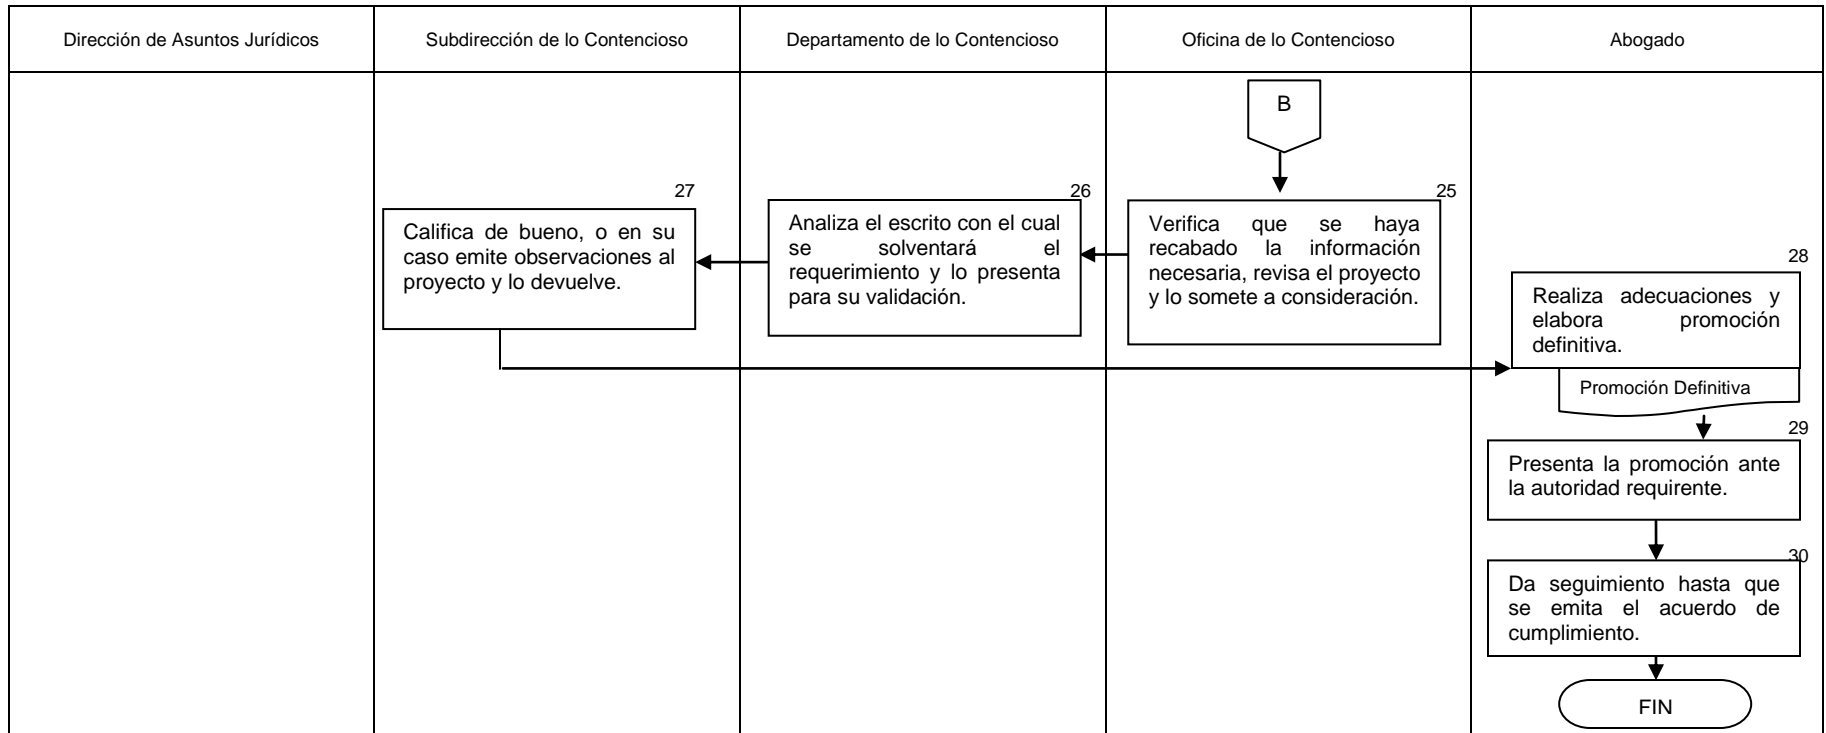 Dirección de Asuntos Jurídicos
Subdirección de lo Contencioso
Departamento de lo Contencioso
Oficina de lo Contencioso
Abogado
B
25
Verifica que se haya
recabado la información
necesaria, revisa el proyecto
y lo somete a consideración.
26
Analiza el escrito con el cual
se solventará el
requerimiento y lo presenta
para su validación.
27
Califica de bueno, o en su
caso emite observaciones al
proyecto y lo devuelve.
28
Realiza adecuaciones y
elabora promoción
definitiva.
Promoción Definitiva
29
Presenta la promoción ante
la autoridad requirente.
30
Da seguimiento hasta que
se emita el acuerdo de
cumplimiento.
FIN